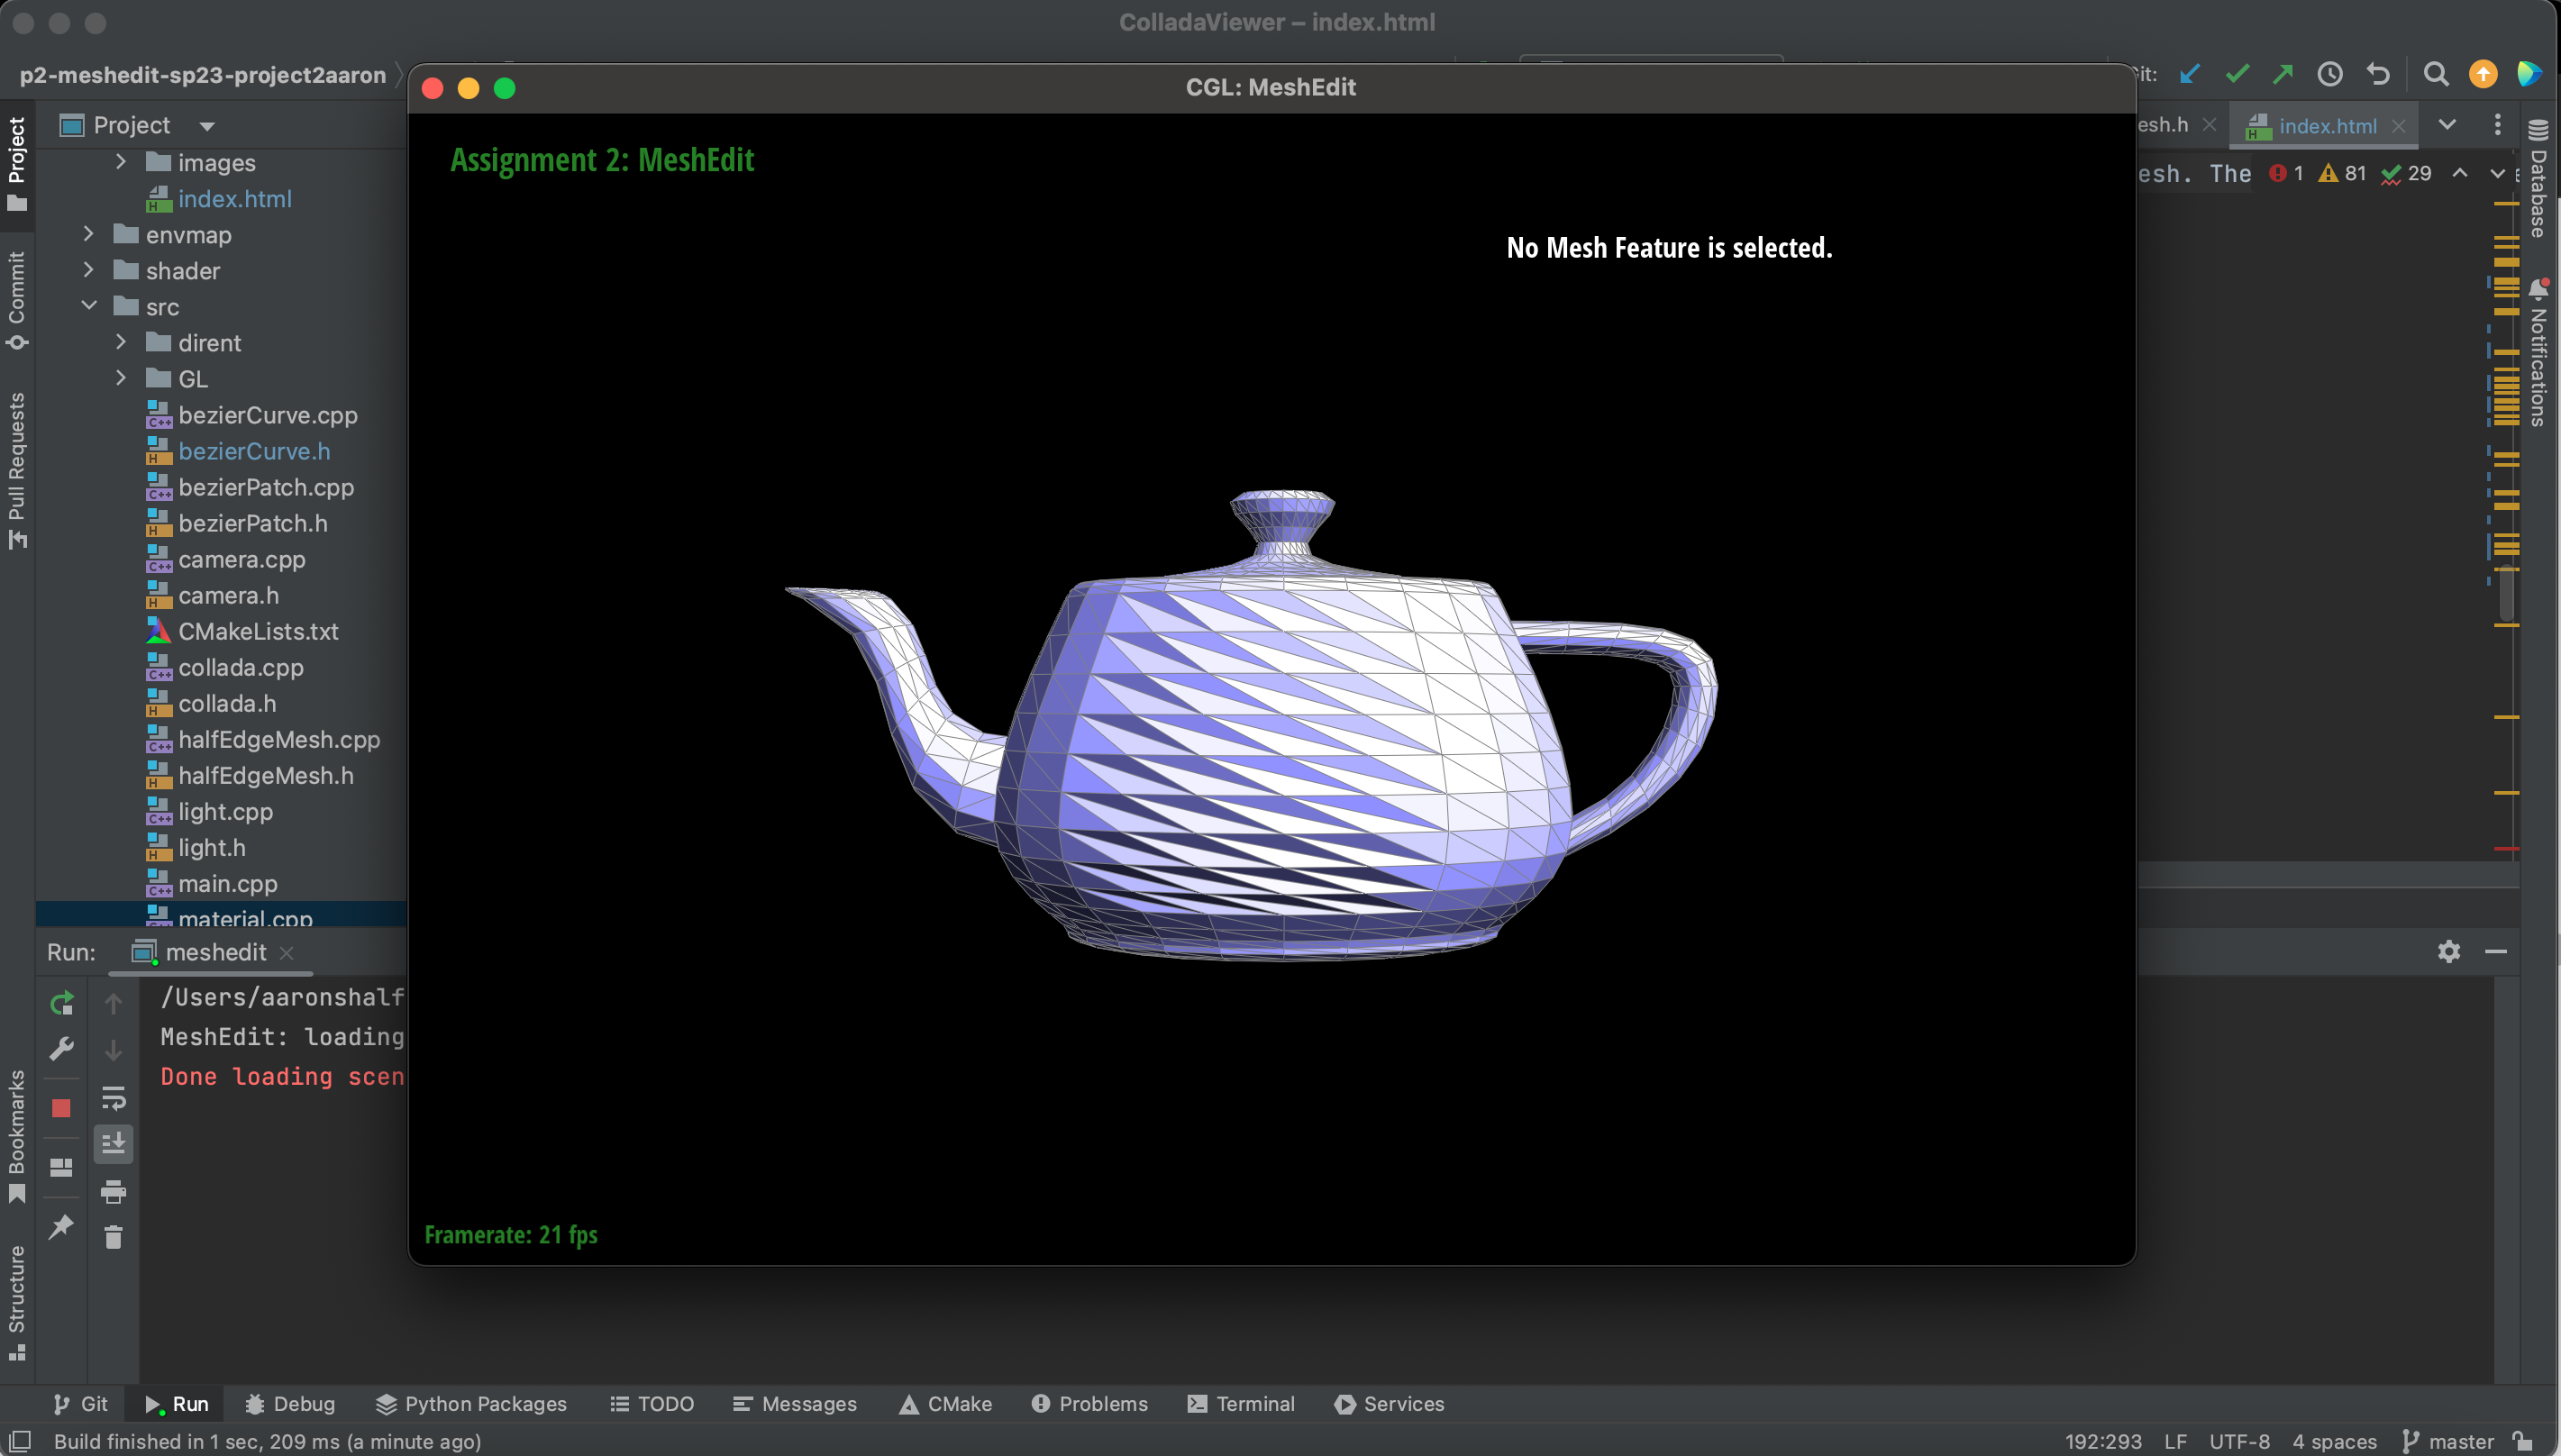 ColladaViewer – index.html
p2-meshedit-sp23-project2aaron
Git:
CGL: MeshEdit
Project
esh.h
index.html
esh. The
1 81 29
images
index.html
envmap
shader
src
dirent
GL
bezierCurve.cpp
bezierCurve.h
bezierPatch.cpp
bezierPatch.h
camera.cpp
camera.h
CMakeLists.txt
collada.cpp
collada.h
halfEdgeMesh.cpp
halfEdgeMesh.h
light.cpp
light.h
main.cpp
material.cpp
Project
Commit
Pull Requests
Bookmarks
Structure
Database
Notifications
Assignment 2: MeshEdit
No Mesh Feature is selected.
Framerate: 21 fps
Run: meshedit
/Users/aaronshalf
MeshEdit: loading
Done loading scen
Git Run Debug Python Packages TODO Messages CMake Problems Terminal Services
Build finished in 1 sec, 209 ms (a minute ago)
192:293 LF UTF-8 4 spaces master